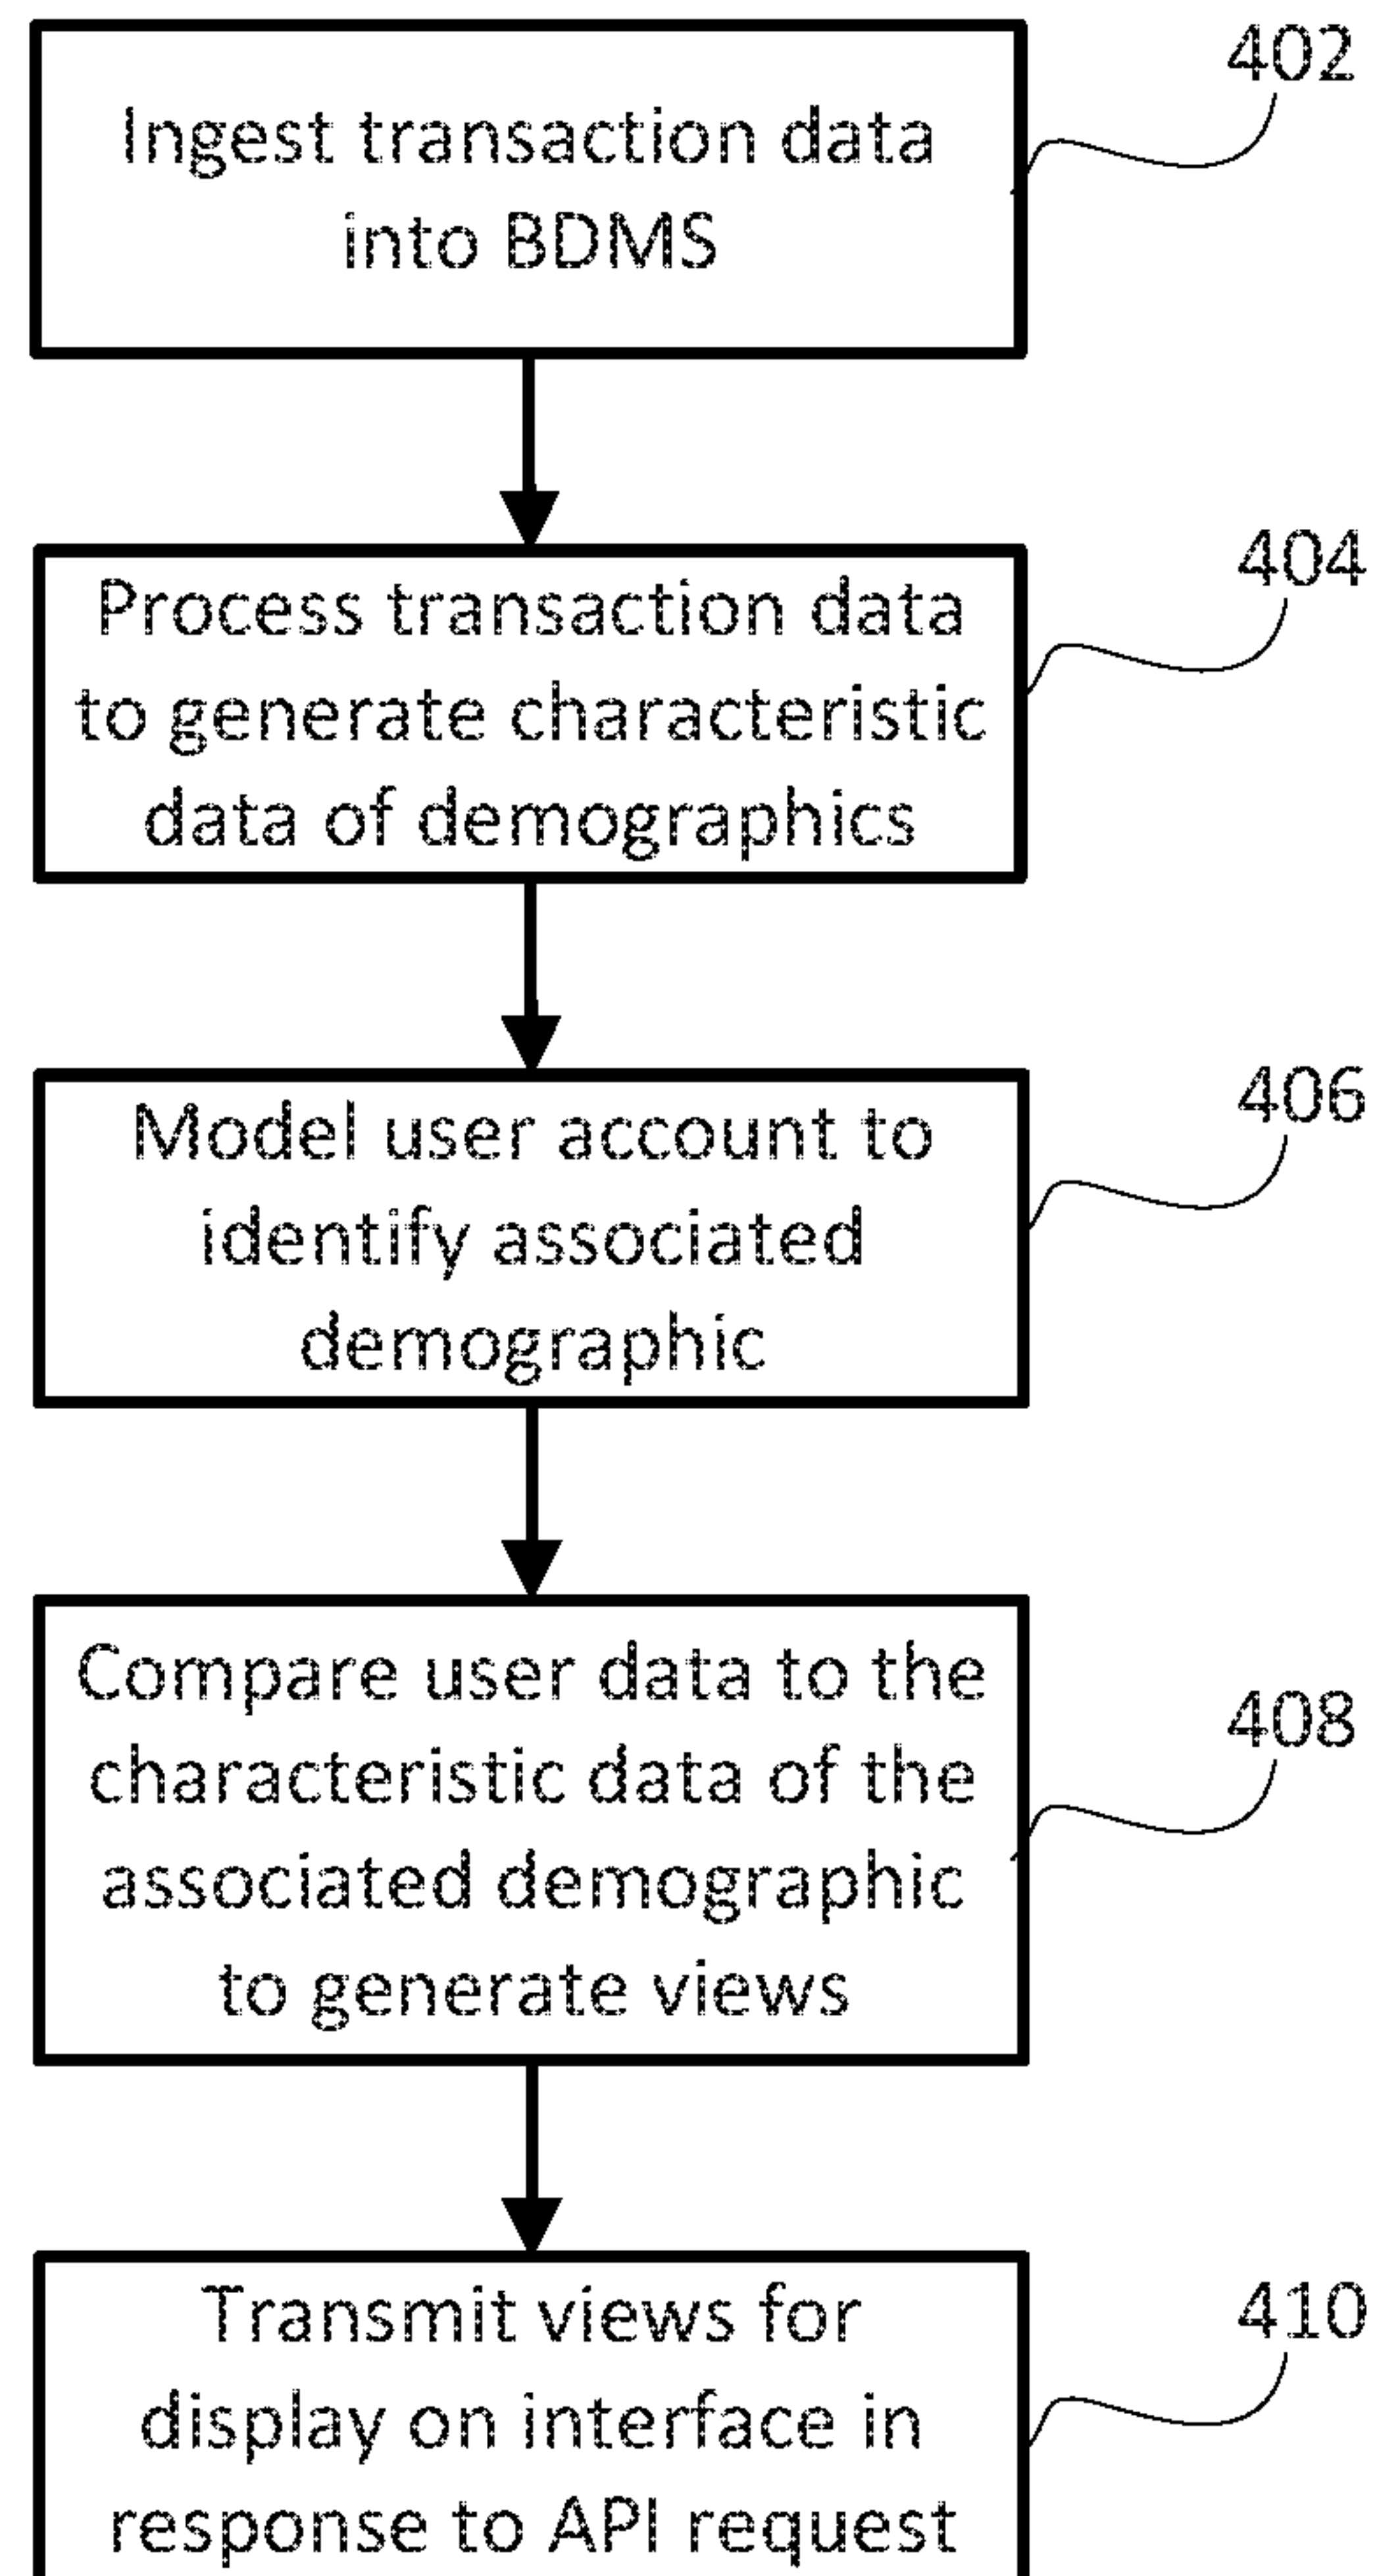 402
Ingest transaction data
into BDMS
404
Process transaction data
to generate characteristic
data of demographics
406
Model user account to
identify associated
demographic
408
Compare user data to the
characteristic data of the
associated demographic
to generate views
410
Transmit views for
display on interface in
response to API request